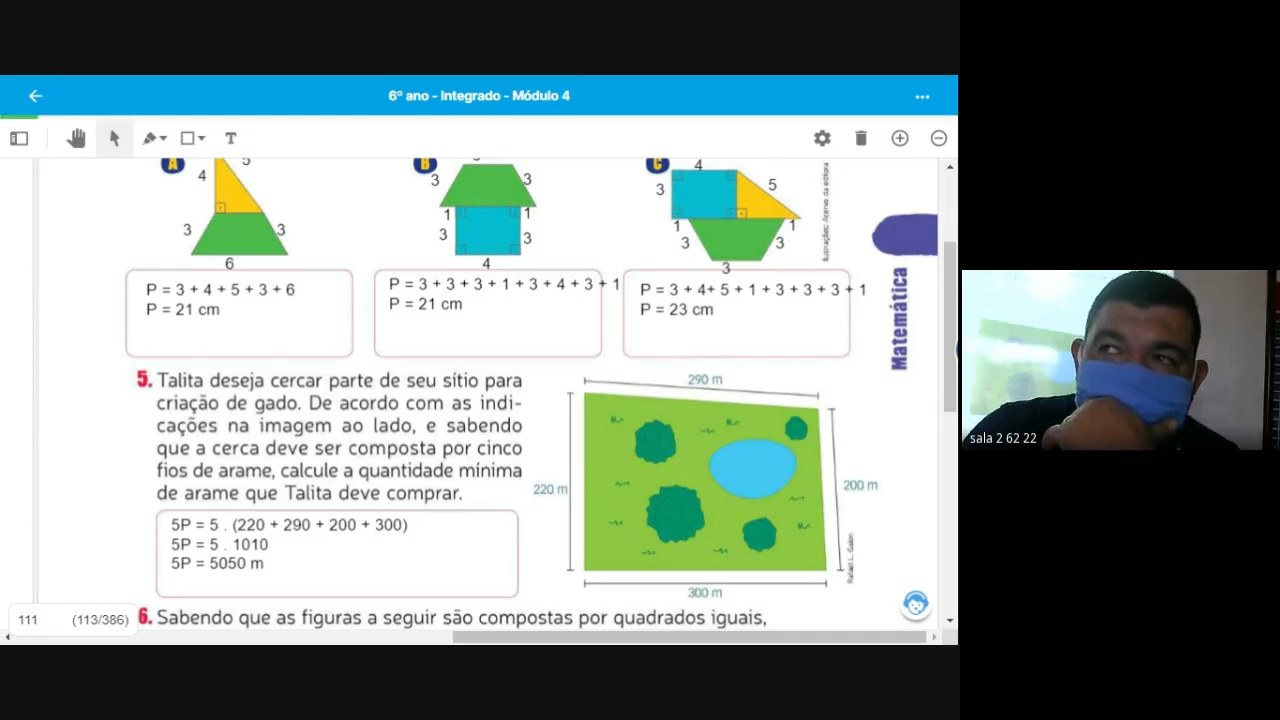 6º ano - Integrado - Módulo 4
T
A
B
C
5
4
3
3
6
3
3
1
1
3
3
4
4
3
5
1
1
3
3
3
Ilustrações: Acervo da editora
P = 3 + 4 + 5 + 3 + 6
P = 21 cm
P = 3 + 3 + 3 + 1 + 3 + 4 + 3 + 1
P = 21 cm
P = 3 + 4+ 5 + 1 + 3 + 3 + 3 + 1
P = 23 cm
Matemática
5. Talita deseja cercar parte de seu sítio para
criação de gado. De acordo com as indi-
cações na imagem ao lado, e sabendo
que a cerca deve ser composta por cinco
fios de arame, calcule a quantidade mínima
de arame que Talita deve comprar.
290 m
220 m
200 m
300 m
Rafael L. Gaion
5P = 5 . (220 + 290 + 200 + 300)
5P = 5 . 1010
5P = 5050 m
6. Sabendo que as figuras a seguir são compostas por quadrados iguais,
111 (113/386)
sala 2 62 22